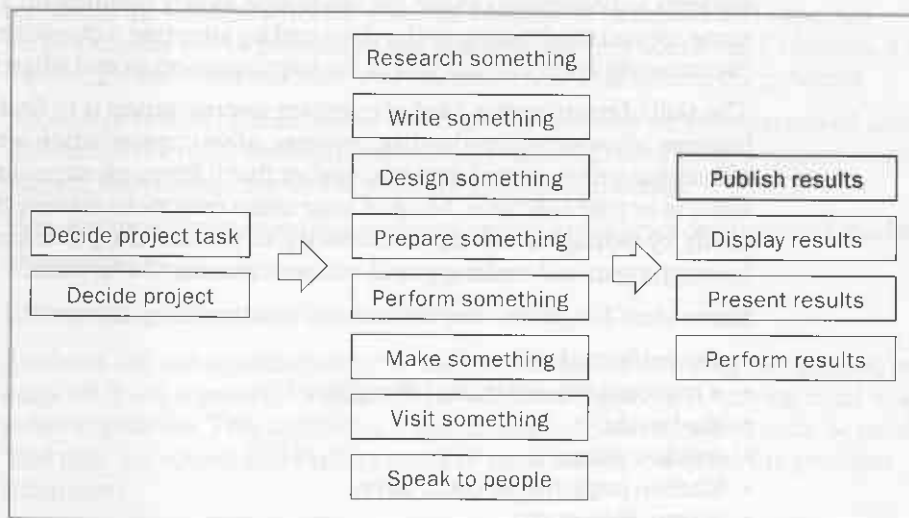 Decide project task
Decide project
Research something
Write something
Design something
Prepare something
Perform something
Make something
Visit something
Speak to people
Publish results
Display results
Present results
Perform results